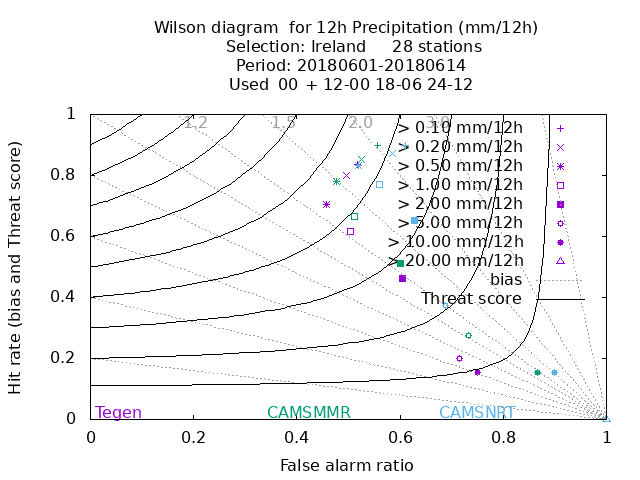 Wilson diagram  for 12h Precipitation (mm/12h)
Selection: Ireland     28 stations
Period: 20180601-20180614
Used  00 + 12-00 18-06 24-12
Hit rate (bias and Threat score)
1
0.8
0.6
0.4
0.2
0
1.2
1.5
2.0
3.0
> 0.10 mm/12h
> 0.20 mm/12h
> 0.50 mm/12h
> 1.00 mm/12h
> 2.00 mm/12h
> 5.00 mm/12h
> 10.00 mm/12h
> 20.00 mm/12h
bias
Threat score
Tegen
CAMSMMR
CAMSNRT
0
0.2
0.4
0.6
0.8
1
False alarm ratio